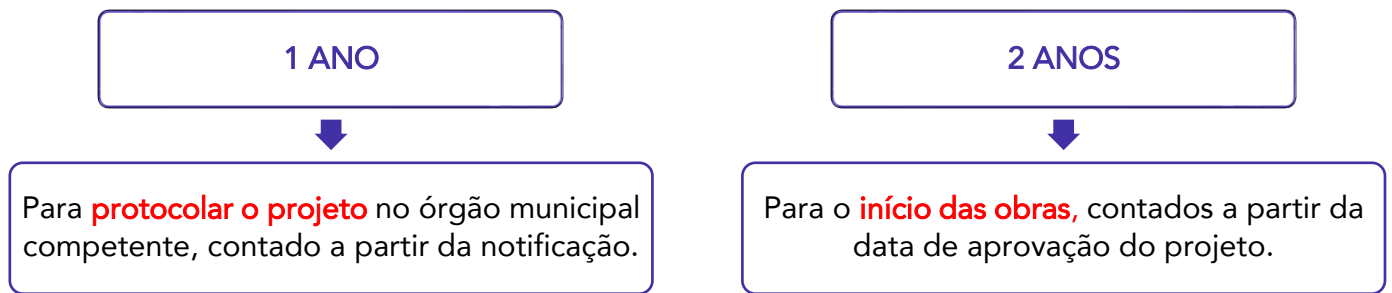 1 ANO
Para protocolar o projeto no órgão municipal
competente, contado a partir da notificação.
2 ANOS
Para o início das obras, contados a partir da
data de aprovação do projeto.